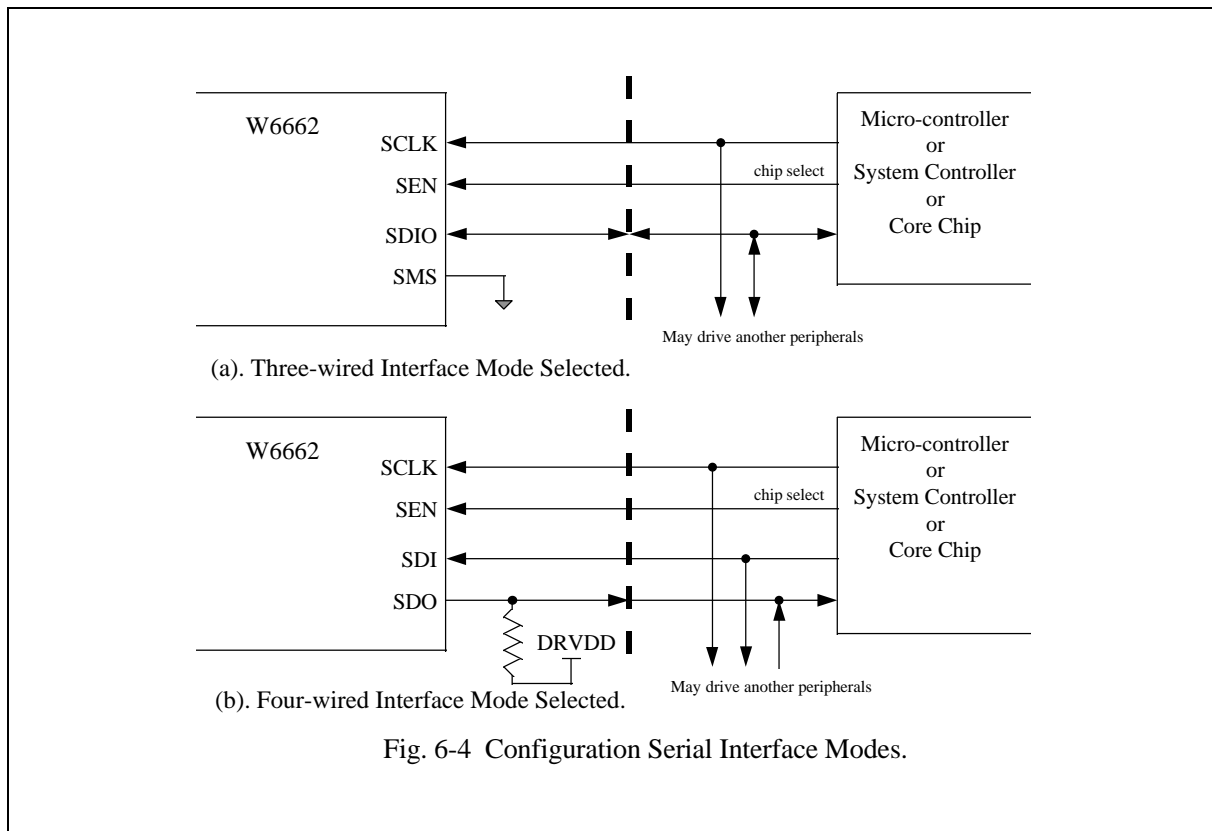 W6662
SCLK
SEN
SDIO
SMS
chip select
Micro-controller
or
System Controller
or
Core Chip
May drive another peripherals
(a). Three-wired Interface Mode Selected.
W6662
SCLK
SEN
SDI
SDO
DRVDD
chip select
Micro-controller
or
System Controller
or
Core Chip
May drive another peripherals
(b). Four-wired Interface Mode Selected.
Fig. 6-4 Configuration Serial Interface Modes.